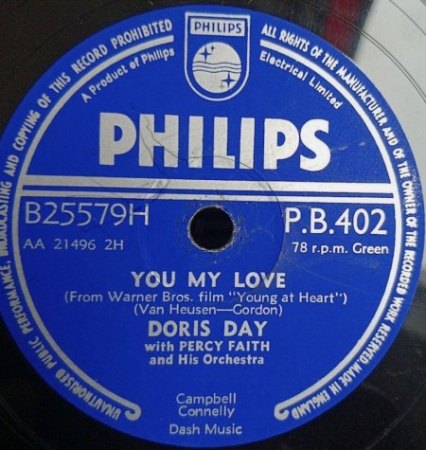 UNAUTHORISED PUBLIC PERFORMANCE, BROADCASTING AND COPYING OF THIS RECORD PROHIBITED
ALL RIGHTS OF THE MANUFACTURER AND OF THE OWNER OF THE RECORDED WORK RESERVED. MADE IN ENGLAND
PHILIPS
A Product of Philips
Electrical Limited
PHILIPS
B25579H
P.B.402
AA 21496 2H
78 r.p.m. Green
YOU MY LOVE
(From Warner Bros. film "Young at Heart")
(Van Heusen—Gordon)
DORIS DAY
with PERCY FAITH
and His Orchestra
Campbell
Connelly
Dash Music